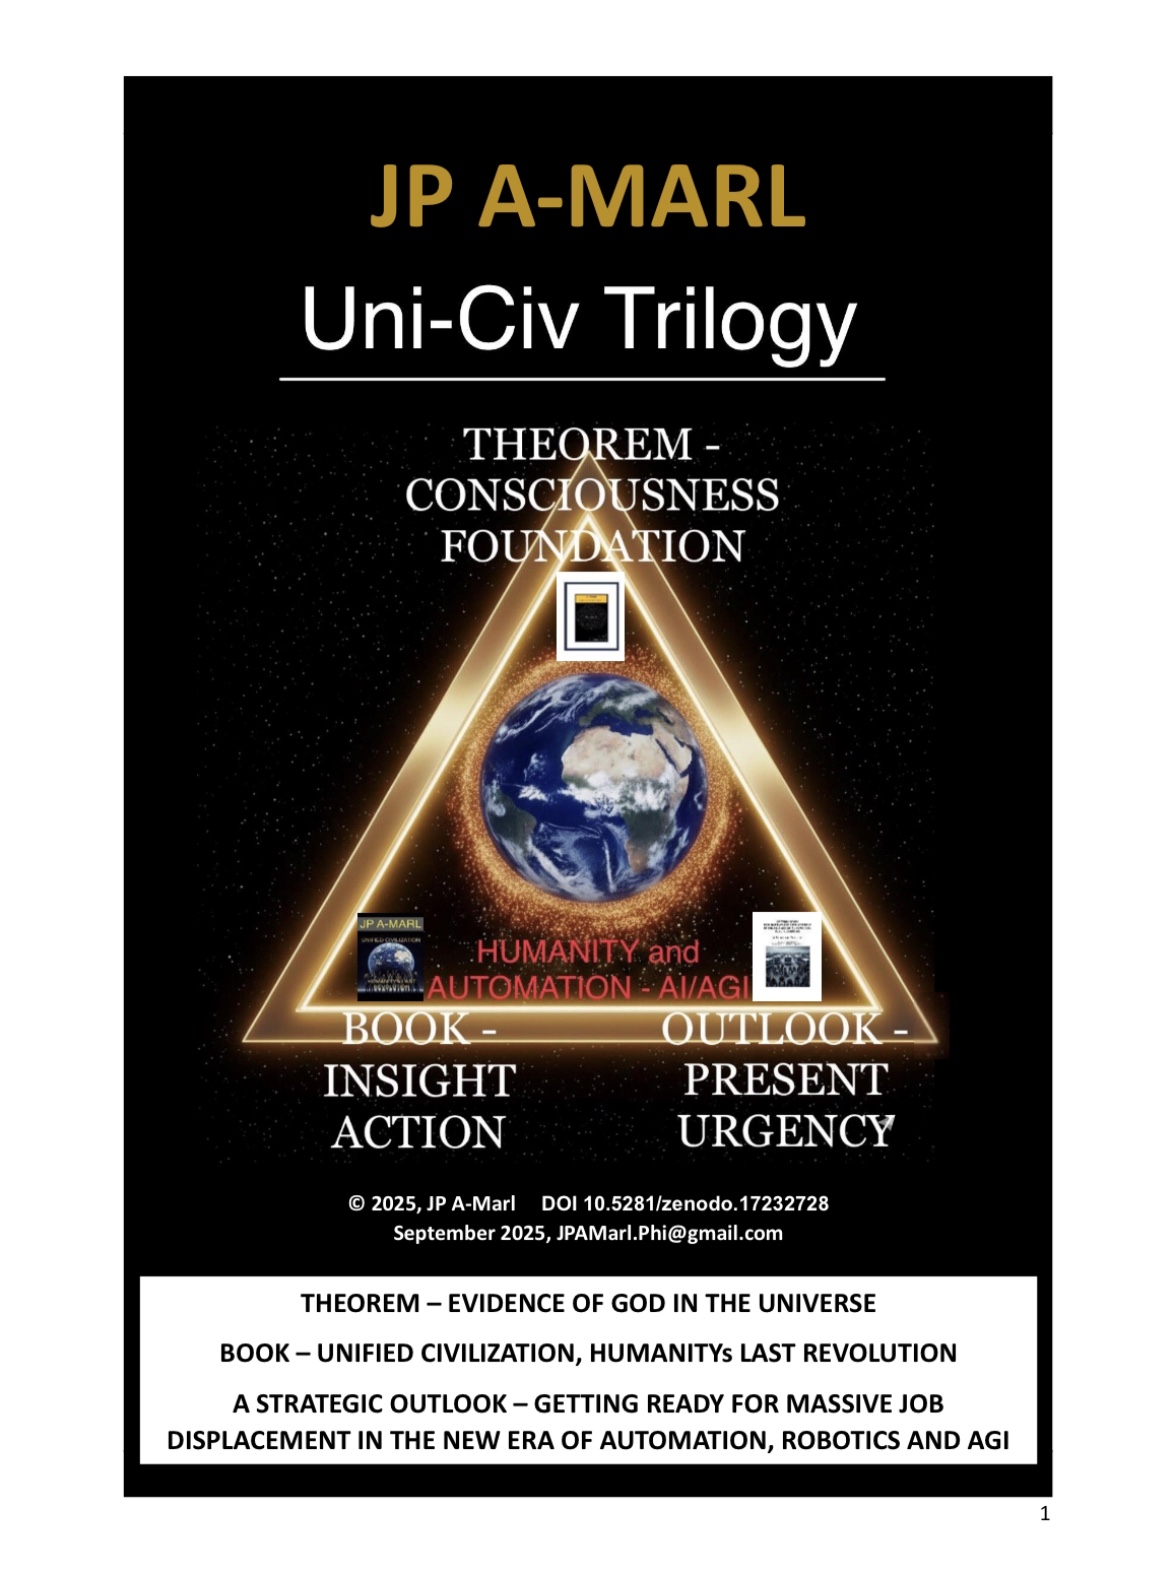 JP A-MARL
Uni-Civ Trilogy
THEOREM -
CONSCIOUSNESS
FOUNDATION
JP A-MARL
UNIFIED CIVILIZATION
HUMANITY and
AUTOMATION - AI/AGI
BOOK -
INSIGHT
ACTION
OUTLOOK -
PRESENT
URGENCY
© 2025, JP A-Marl DOI 10.5281/zenodo.17232728
September 2025, JPAMarl.Phi@gmail.com
THEOREM – EVIDENCE OF GOD IN THE UNIVERSE
BOOK – UNIFIED CIVILIZATION, HUMANITYs LAST REVOLUTION
A STRATEGIC OUTLOOK – GETTING READY FOR MASSIVE JOB
DISPLACEMENT IN THE NEW ERA OF AUTOMATION, ROBOTICS AND AGI
1